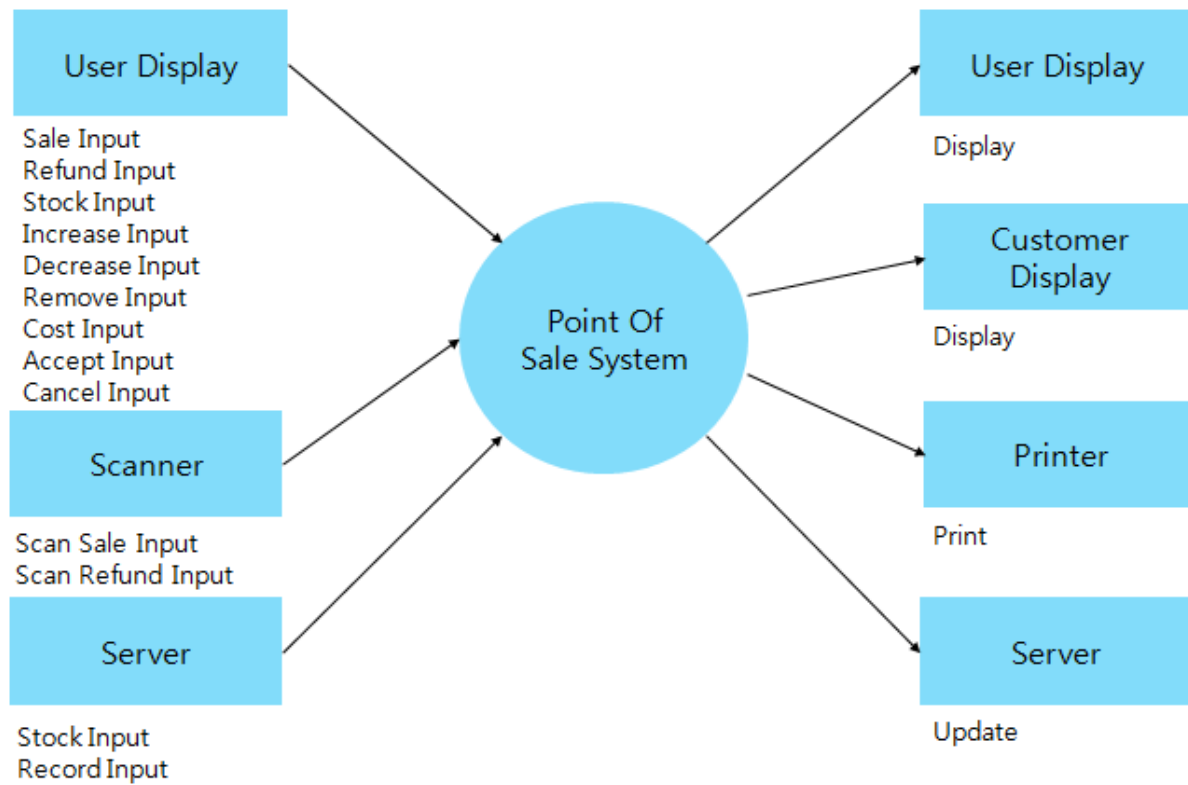 User Display
Sale Input
Refund Input
Stock Input
Increase Input
Decrease Input
Remove Input
Cost Input
Accept Input
Cancel Input
Scanner
Scan Sale Input
Scan Refund Input
Server
Stock Input
Record Input
Point Of
Sale System
User Display
Display
Customer
Display
Display
Printer
Print
Server
Update